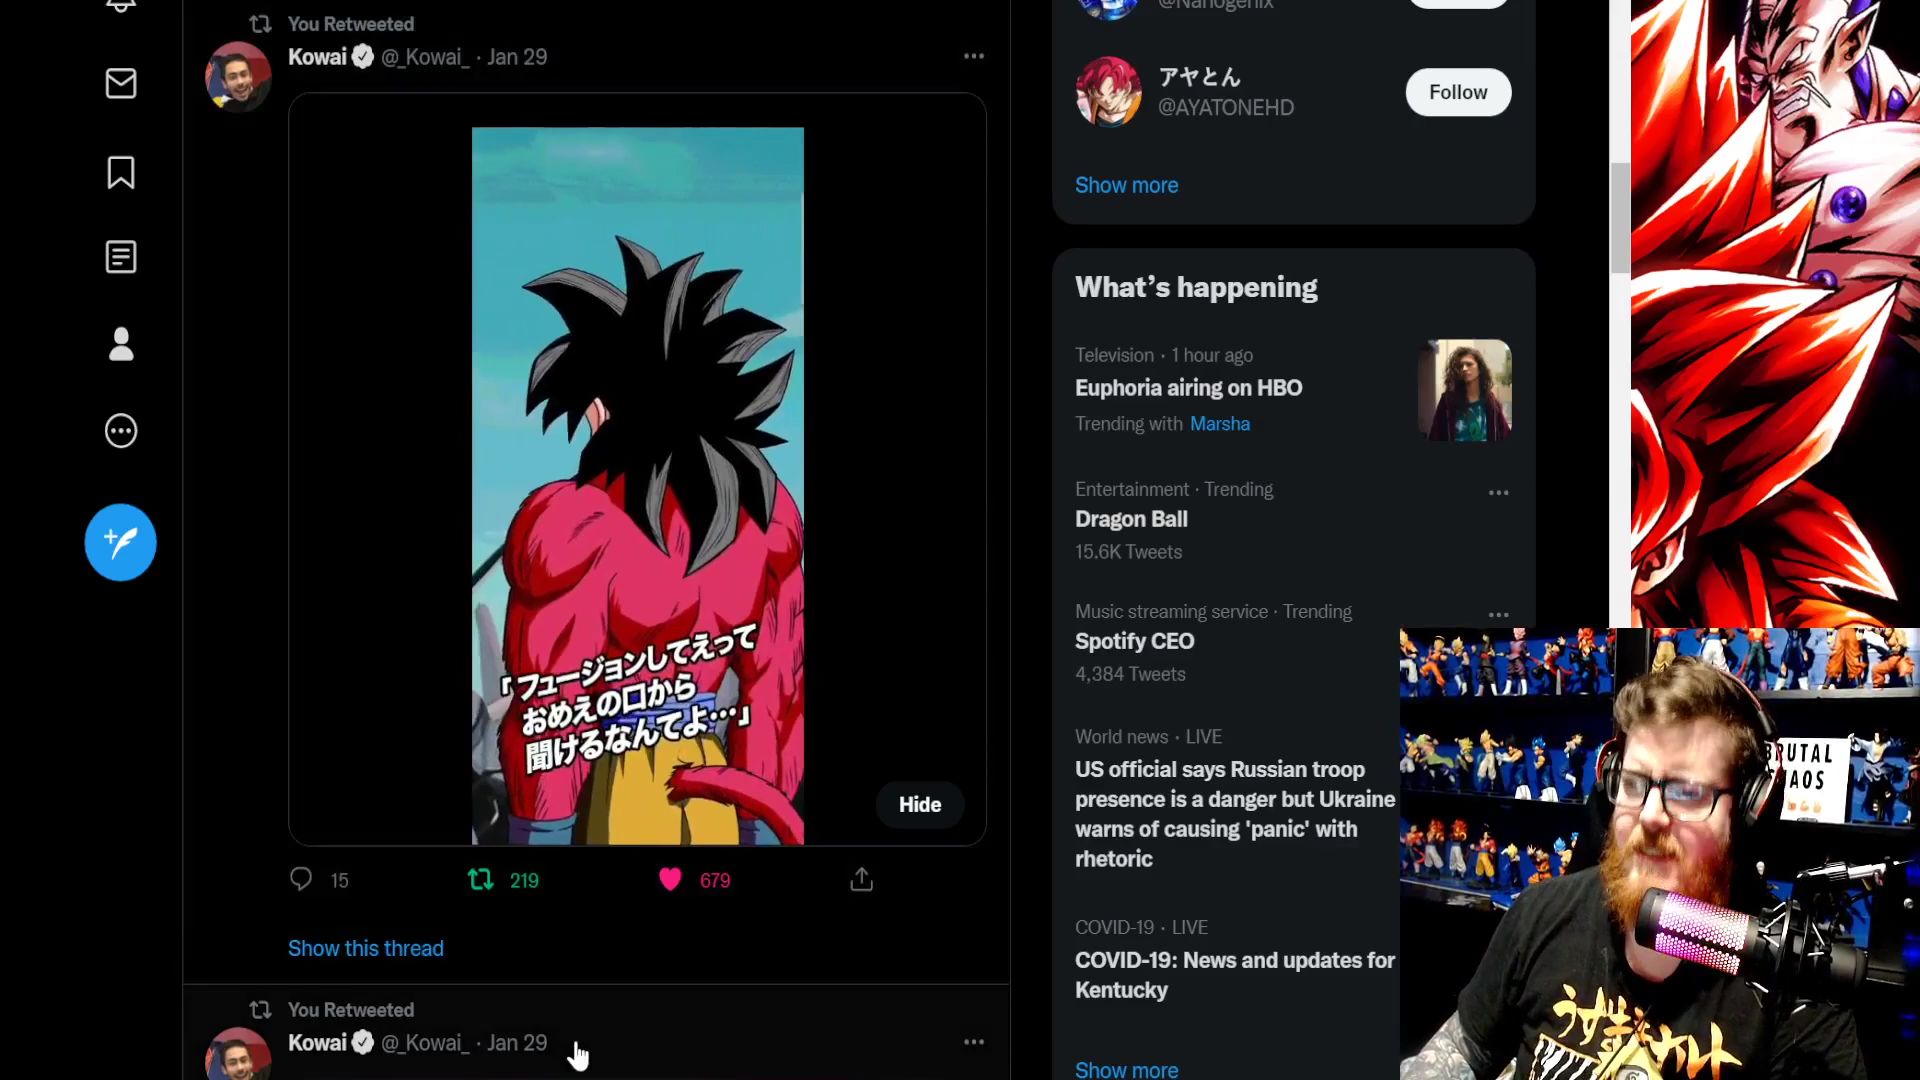 You Retweeted
Kowai @_Kowai_ · Jan 29
「フュージョンしてえって
おめえの口から
聞けるなんてよ…」
Hide
15
219
679
Show this thread
You Retweeted
Kowai @_Kowai_ · Jan 29
アヤとん
@AYATONEHD
Follow
Show more
What's happening
Television · 1 hour ago
Euphoria airing on HBO
Trending with Marsha
Entertainment · Trending
Dragon Ball
15.6K Tweets
Music streaming service · Trending
Spotify CEO
4,384 Tweets
World news · LIVE
US official says Russian troop
presence is a danger but Ukraine
warns of causing 'panic' with
rhetoric
COVID-19 · LIVE
COVID-19: News and updates for
Kentucky
Show more
BRUTAL